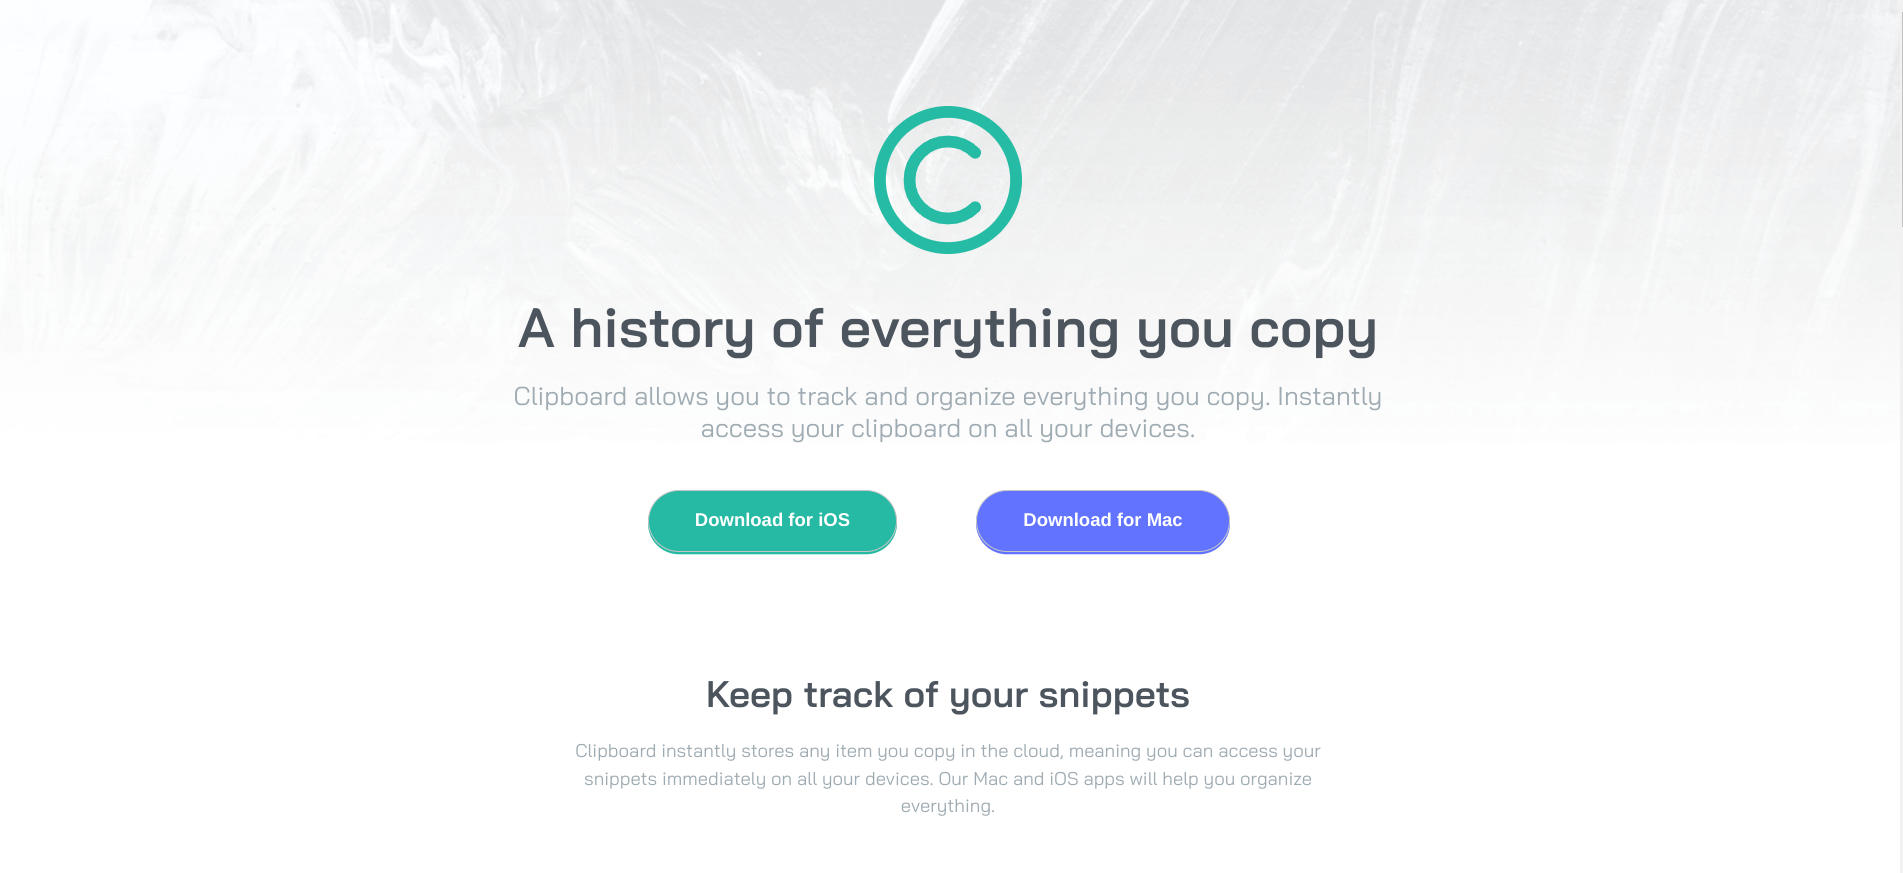 C
A history of everything you copy
Clipboard allows you to track and organize everything you copy. Instantly
access your clipboard on all your devices.
Download for iOS
Download for Mac
Keep track of your snippets
Clipboard instantly stores any item you copy in the cloud, meaning you can access your
snippets immediately on all your devices. Our Mac and iOS apps will help you organize
everything.